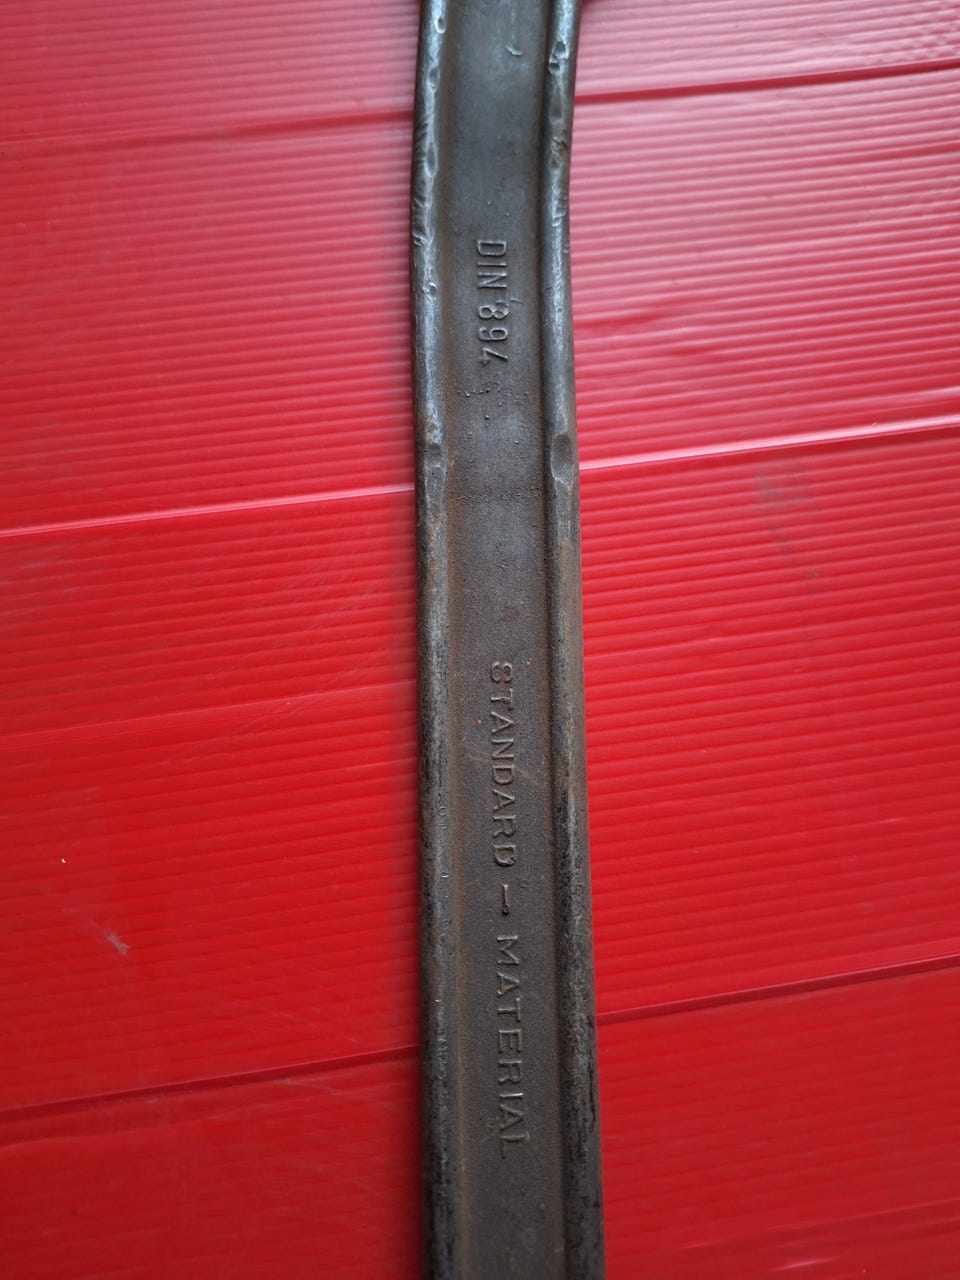 DIN 894
STANDARD - MATERIAL